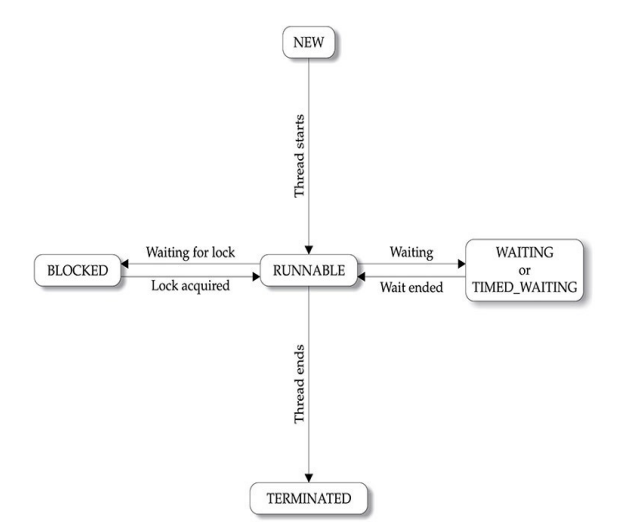 NEW
Thread starts
Waiting for lock
Waiting
BLOCKED
RUNNABLE
WAITING
or
TIMED_WAITING
Lock acquired
Wait ended
Thread ends
TERMINATED